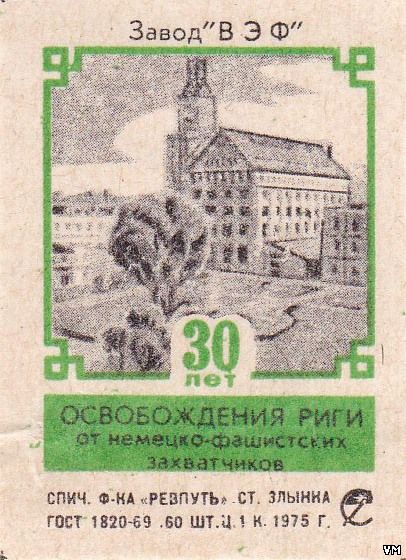 Завод "ВЭФ"
30
лет
ОСВОБОЖДЕНИЯ РИГИ
от немецко-фашистских
захватчиков
СПИЧ. Ф-КА «РЕВПУТЬ». СТ. ЗЛЫНКА
ГОСТ 1820-69 .60 ШТ.Ц.1 К. 1975 Г.
VM